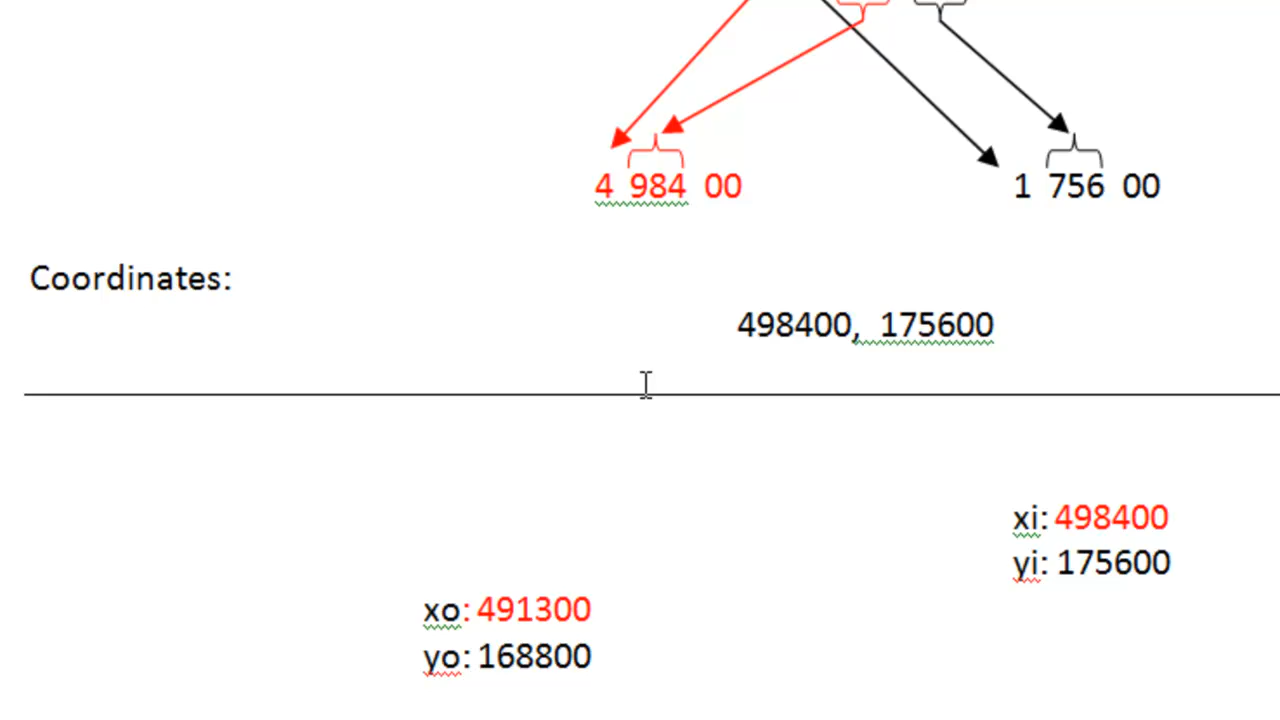 4 984 00 1 756 00
Coordinates:
498400, 175600
xi: 498400
yi: 175600
xo: 491300
yo: 168800